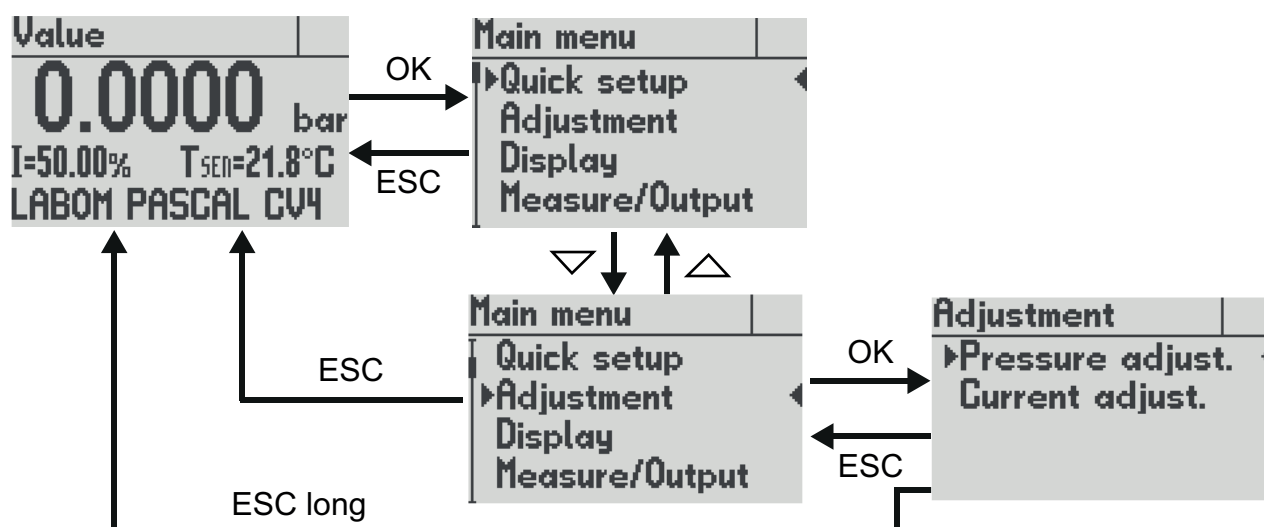 Value
0.0000 bar
I=50.00% TSEN=21.8°C
LABOM PASCAL CV4
OK
ESC
Main menu
Quick setup
Adjustment
Display
Measure/Output
ESC
Main menu
Quick setup
Adjustment
Display
Measure/Output
OK
ESC
Adjustment
Pressure adjust.
Current adjust.
ESC long